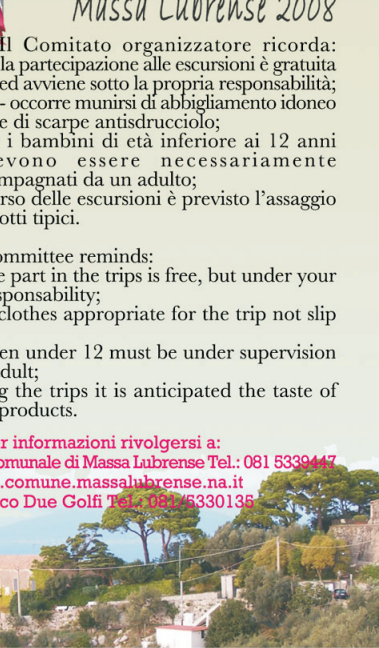 Massa Lubrense 2008
Il Comitato organizzatore ricorda:
la partecipazione alle escursioni è gratuita
ed avviene sotto la propria responsabilità;
- occorre munirsi di abbigliamento idoneo
e di scarpe antisdrucciolo;
i bambini di età inferiore ai 12 anni
evono essere necessariamente
mpagnati da un adulto;
rso delle escursioni è previsto l'assaggio
otti tipici.
ommittee reminds:
e part in the trips is free, but under your
sponsability;
clothes appropriate for the trip not slip
en under 12 must be under supervision
dult;
g the trips it is anticipated the taste of
products.
r informazioni rivolgersi a:
omunale di Massa Lubrense Tel.: 081 5339447
.comune.massalubrense.na.it
co Due Golfi Tel.: 081/5330135